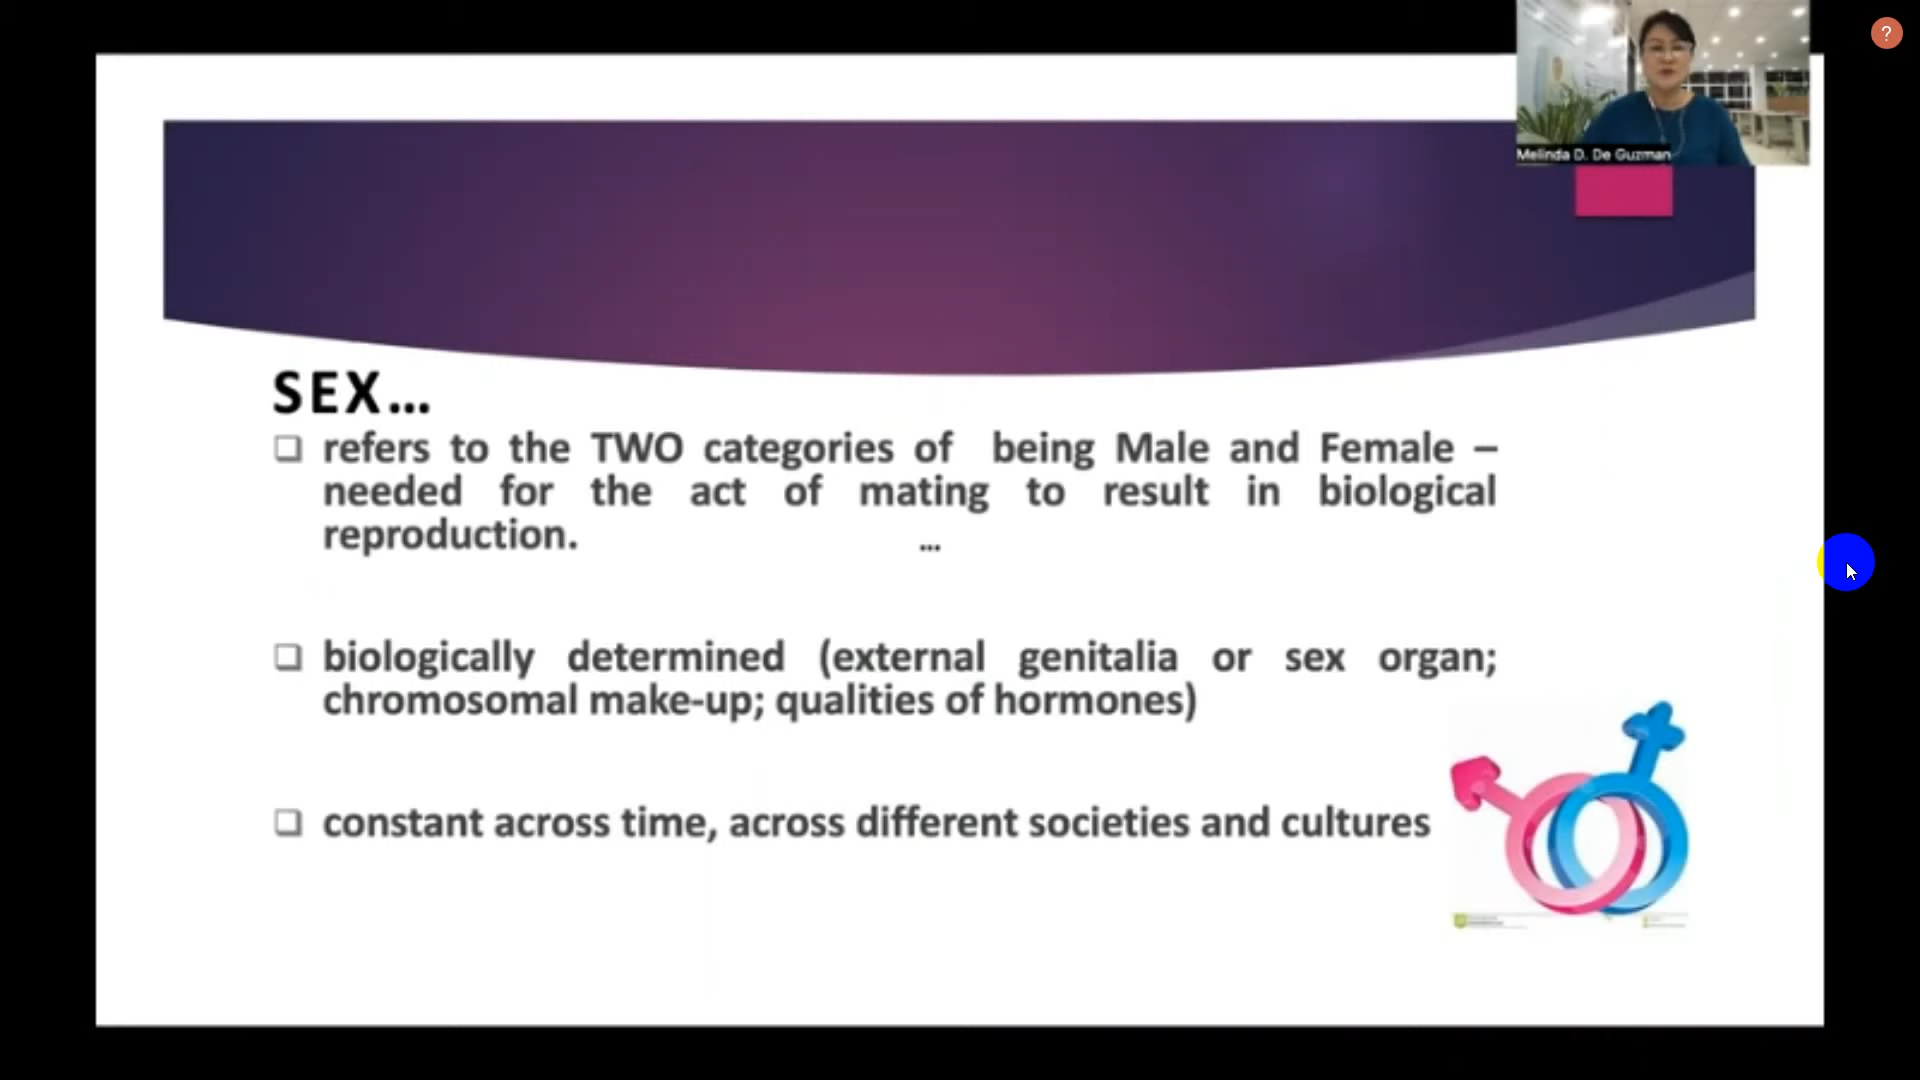 ?
Melinda D. De Guzman
SEX...
❑ refers to the TWO categories of being Male and Female –
needed for the act of mating to result in biological
reproduction. ...
❑ biologically determined (external genitalia or sex organ;
chromosomal make-up; qualities of hormones)
❑ constant across time, across different societies and cultures